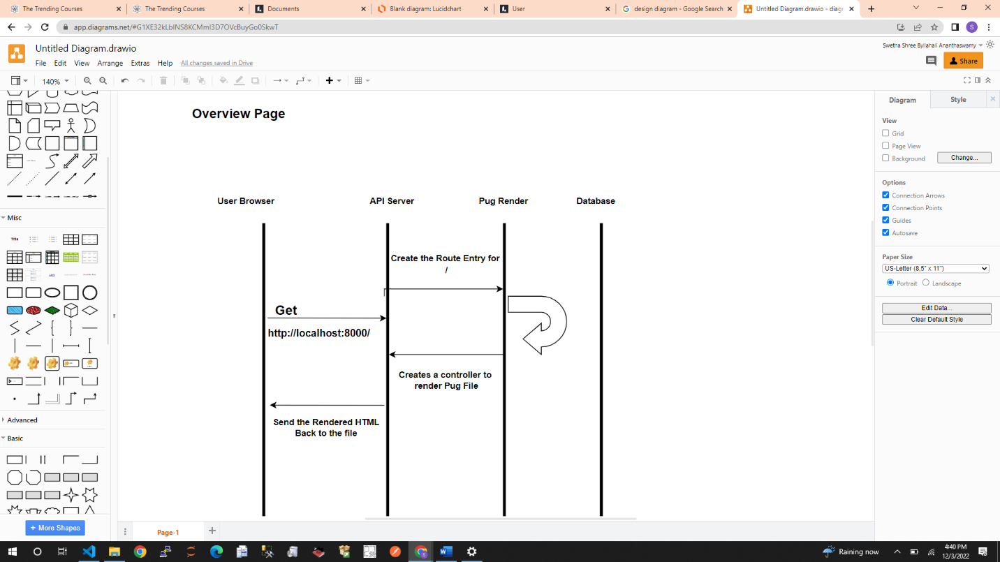 The Trending Courses
The Trending Courses
Documents
Blank diagram: Lucidchart
User
design diagram - Google Search
Untitled Diagram.drawio - diagr
app.diagrams.net/#G1XE32kLbINS8KCMmI3D7OVcBuyGo0SkwT
S
Untitled Diagram.drawio
Swetha Shree Byllahall Ananthaswamy
File Edit View Arrange Extras Help All changes saved in Drive
Share
140%
Diagram
Style
Overview Page
View
Grid
Page View
Background
Change...
Options
Connection Arrows
Connection Points
Guides
Autosave
Paper Size
US-Letter (8,5" x 11")
Portrait
Landscape
Edit Data...
Clear Default Style
User Browser
API Server
Pug Render
Database
Create the Route Entry for
/
Get
http://localhost:8000/
Creates a controller to
render Pug File
Send the Rendered HTML
Back to the file
Misc
Title
Advanced
Basic
+ More Shapes
Page-1
Raining now
4:40 PM
12/3/2022